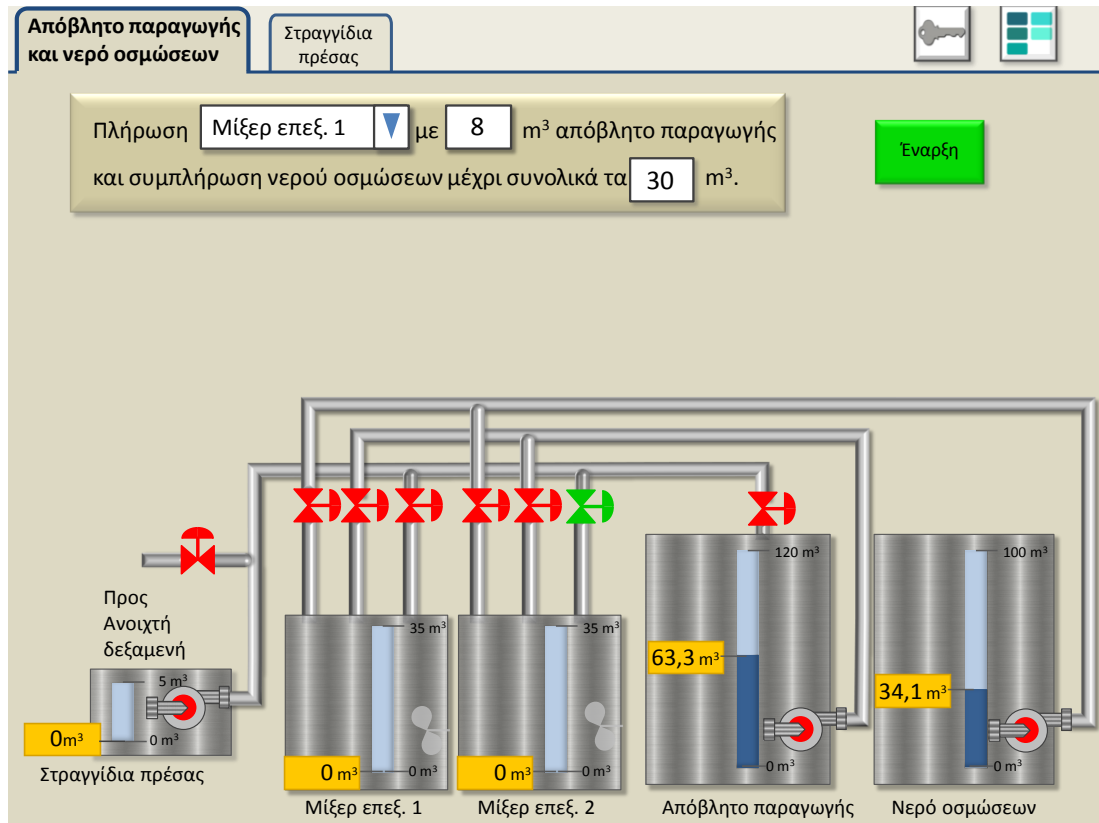 Απόβλητο παραγωγής
και νερό οσμώσεων
Στραγγίδια
πρέσας
Πλήρωση Μίξερ επεξ. 1 με 8 m³ απόβλητο παραγωγής
και συμπλήρωση νερού οσμώσεων μέχρι συνολικά τα 30 m³.
Έναρξη
120 m³
100 m³
Προς
Ανοιχτή
δεξαμενή
35 m³
35 m³
63,3 m³
5 m³
34,1 m³
0m³
0 m³
0 m³
0 m³
0 m³
0 m³
0 m³
0 m³
Στραγγίδια πρέσας
Μίξερ επεξ. 1
Μίξερ επεξ. 2
Απόβλητο παραγωγής
Νερό οσμώσεων